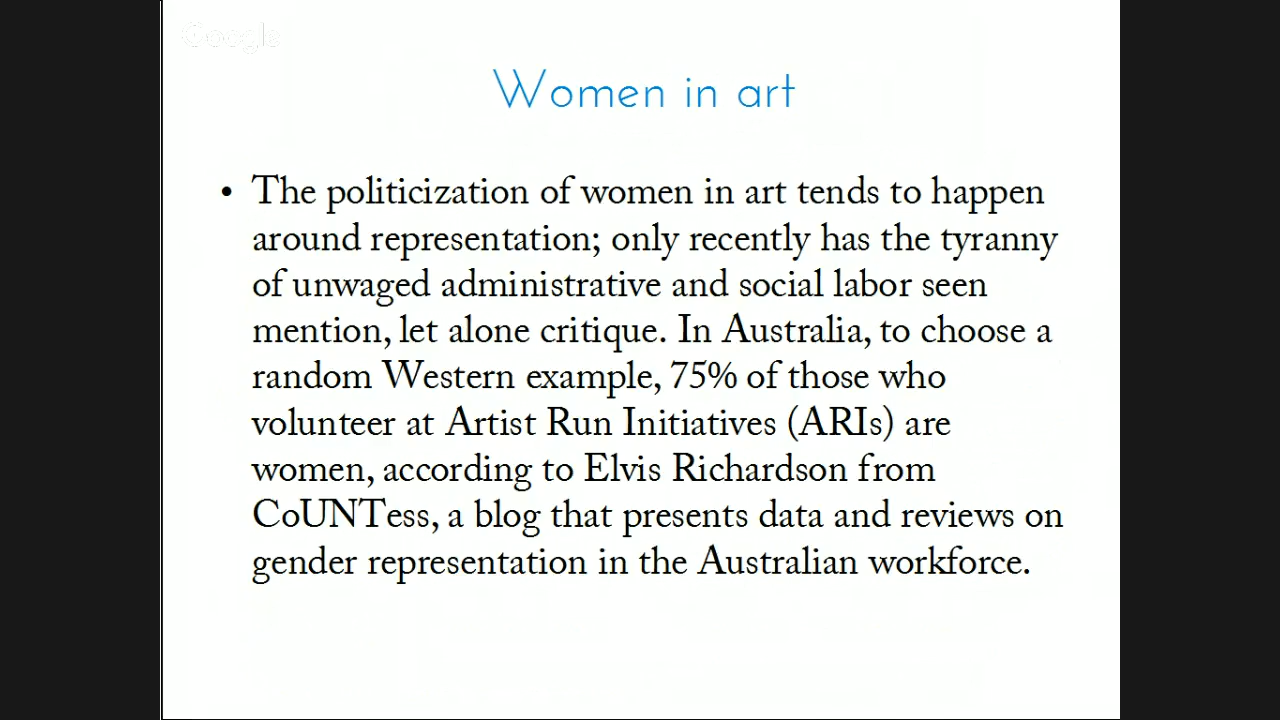 Google
Women in art
• The politicization of women in art tends to happen
around representation; only recently has the tyranny
of unwaged administrative and social labor seen
mention, let alone critique. In Australia, to choose a
random Western example, 75% of those who
volunteer at Artist Run Initiatives (ARIs) are
women, according to Elvis Richardson from
CoUNTess, a blog that presents data and reviews on
gender representation in the Australian workforce.